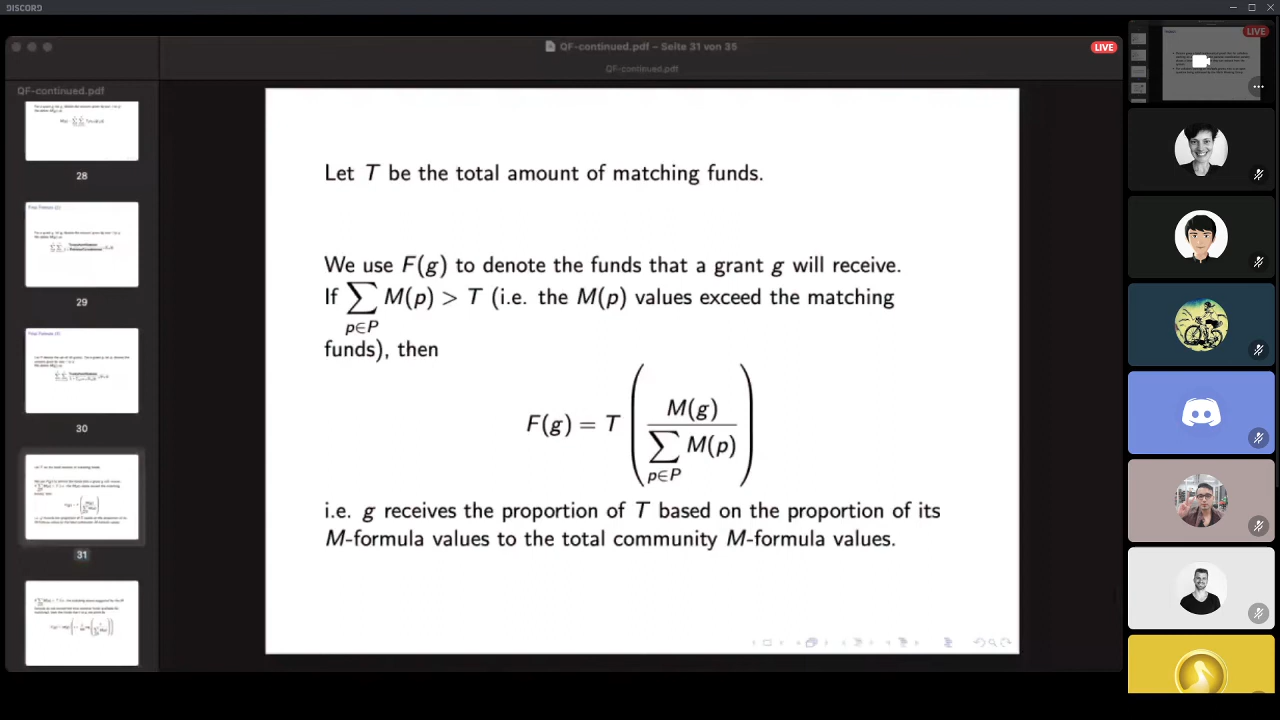 DISCORD
QF-continued.pdf – Seite 31 von 35
LIVE
QF-continued.pdf
QF-continued.pdf
LIVE
28
29
30
31
Let T be the total amount of matching funds.
We use F(g) to denote the funds that a grant g will receive.
If ∑ M(p) > T (i.e. the M(p) values exceed the matching
p∈P
funds), then
F(g) = T ( M(g) / ∑ M(p) )
p∈P
i.e. g receives the proportion of T based on the proportion of its
M-formula values to the total community M-formula values.